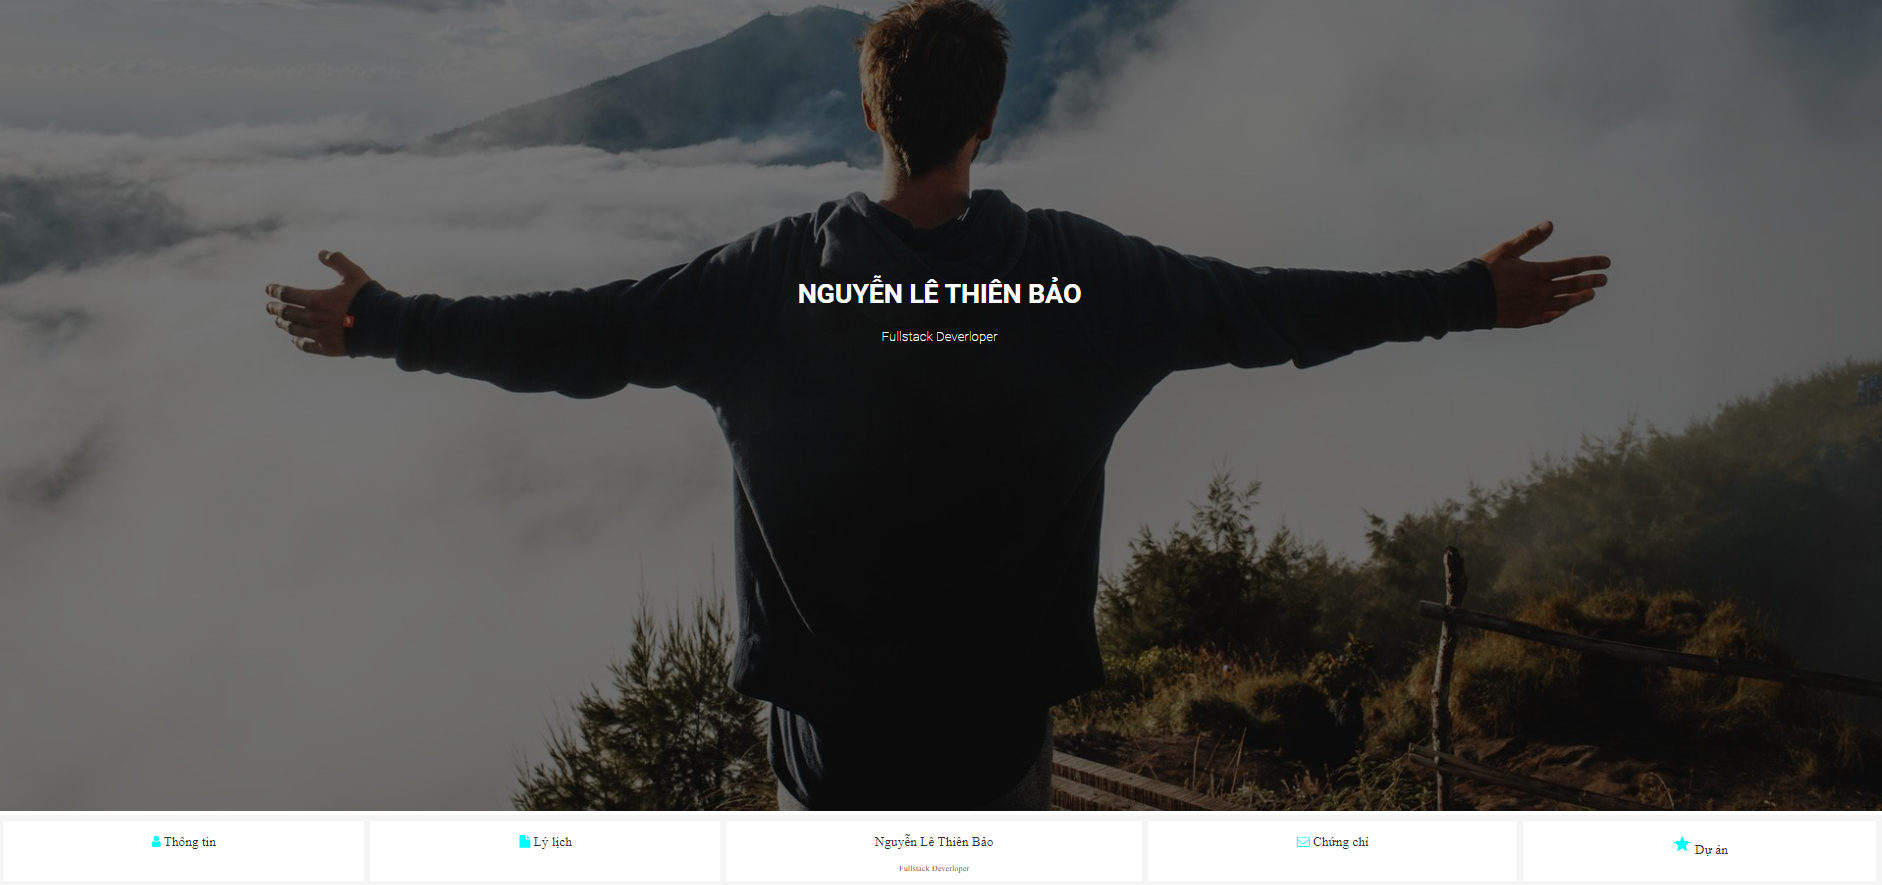 NGUYỄN LÊ THIÊN BẢO
Fullstack Deverloper
Thông tin
Lý lịch
Nguyễn Lê Thiên Bảo
Fullstack Deverloper
Chứng chỉ
Dự án